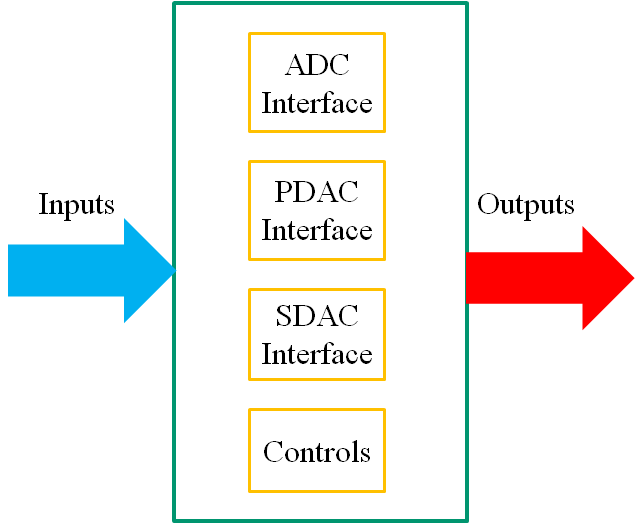 ADC
Interface
PDAC
Interface
Inputs
Outputs
SDAC
Interface
Controls